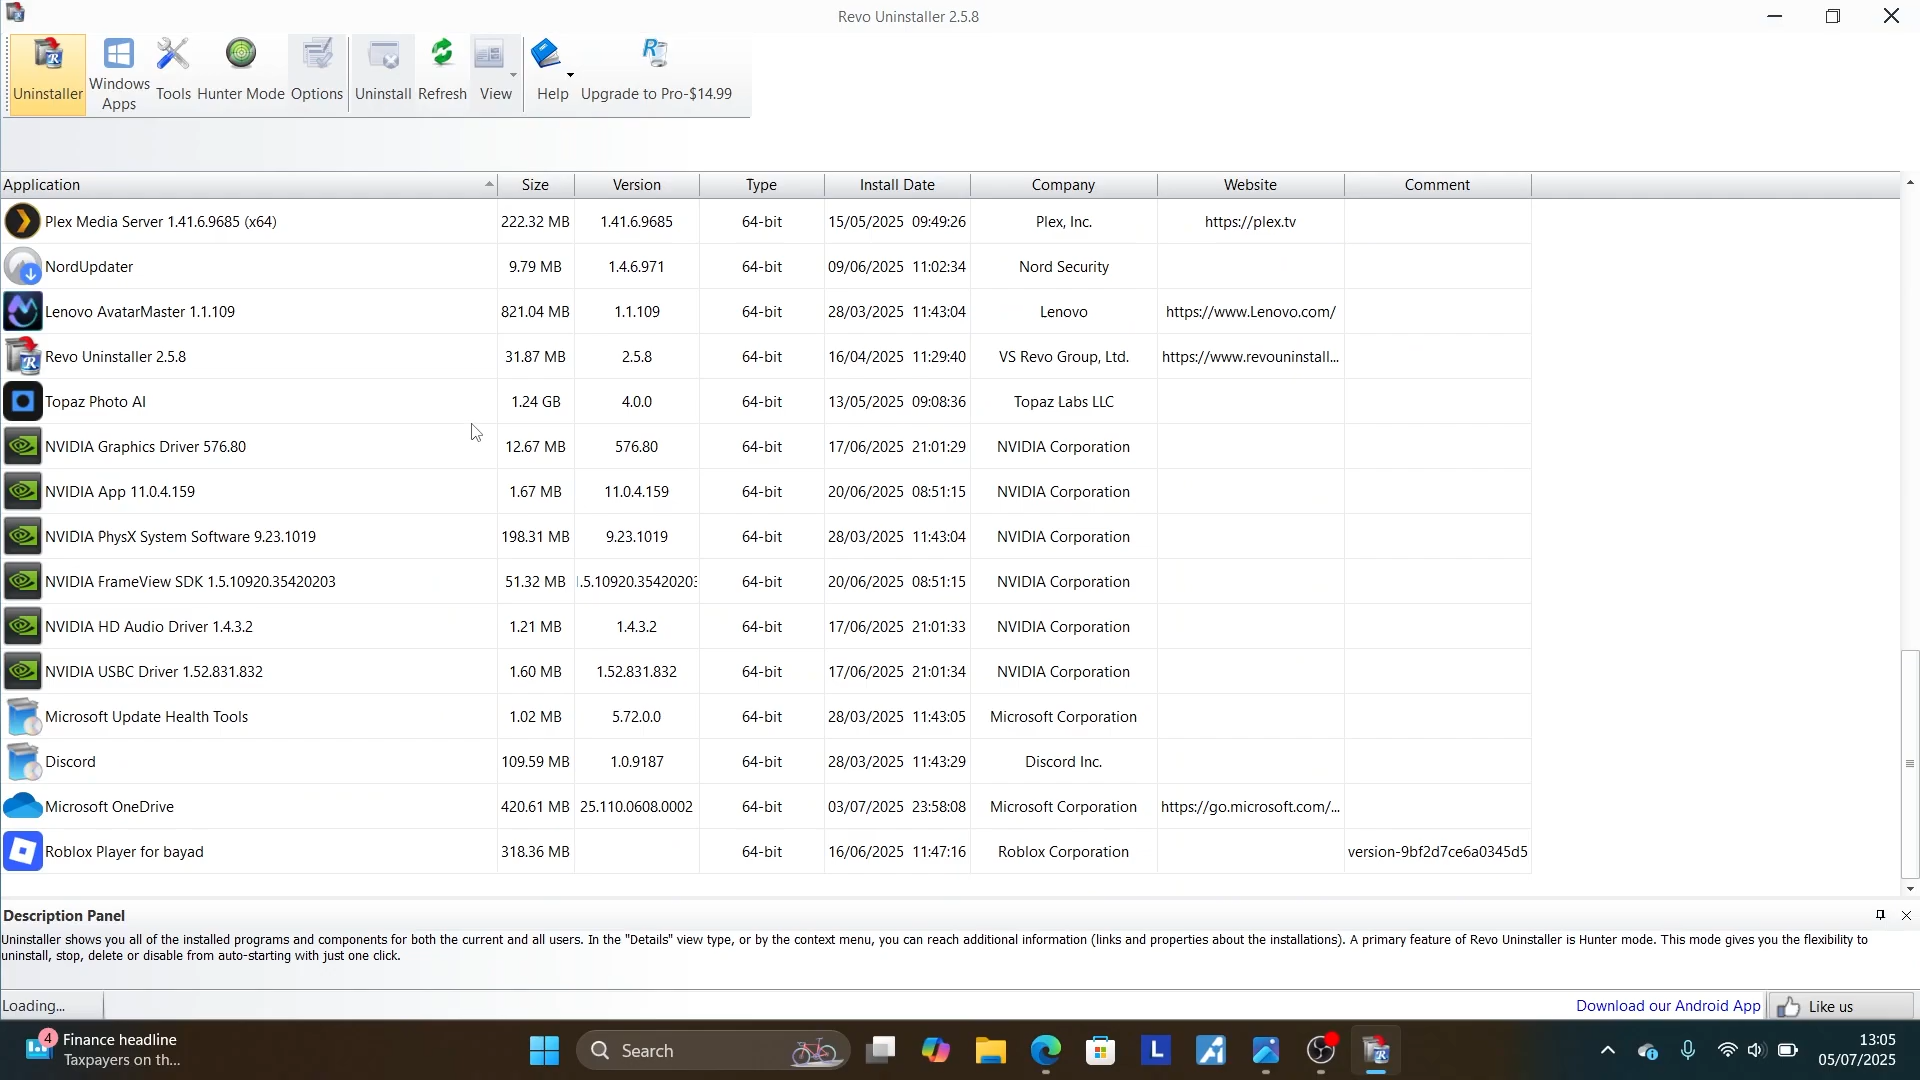 Revo Uninstaller 2.5.8
Uninstaller
Windows Apps
Tools
Hunter Mode
Options
Uninstall
Refresh
View
Help
Upgrade to Pro-$14.99
Application Size Version Type Install Date Company Website Comment
Plex Media Server 1.41.6.9685 (x64) 222.32 MB 1.41.6.9685 64-bit 15/05/2025 09:49:26 Plex, Inc. https://plex.tv
NordUpdater 9.79 MB 1.4.6.971 64-bit 09/06/2025 11:02:34 Nord Security
Lenovo AvatarMaster 1.1.109 821.04 MB 1.1.109 64-bit 28/03/2025 11:43:04 Lenovo https://www.Lenovo.com/
Revo Uninstaller 2.5.8 31.87 MB 2.5.8 64-bit 16/04/2025 11:29:40 VS Revo Group, Ltd. https://www.revouninstall...
Topaz Photo AI 1.24 GB 4.0.0 64-bit 13/05/2025 09:08:36 Topaz Labs LLC
NVIDIA Graphics Driver 576.80 12.67 MB 576.80 64-bit 17/06/2025 21:01:29 NVIDIA Corporation
NVIDIA App 11.0.4.159 1.67 MB 11.0.4.159 64-bit 20/06/2025 08:51:15 NVIDIA Corporation
NVIDIA PhysX System Software 9.23.1019 198.31 MB 9.23.1019 64-bit 28/03/2025 11:43:04 NVIDIA Corporation
NVIDIA FrameView SDK 1.5.10920.35420203 51.32 MB .5.10920.3542020 64-bit 20/06/2025 08:51:15 NVIDIA Corporation
NVIDIA HD Audio Driver 1.4.3.2 1.21 MB 1.4.3.2 64-bit 17/06/2025 21:01:33 NVIDIA Corporation
NVIDIA USBC Driver 1.52.831.832 1.60 MB 1.52.831.832 64-bit 17/06/2025 21:01:34 NVIDIA Corporation
Microsoft Update Health Tools 1.02 MB 5.72.0.0 64-bit 28/03/2025 11:43:05 Microsoft Corporation
Discord 109.59 MB 1.0.9187 64-bit 28/03/2025 11:43:29 Discord Inc.
Microsoft OneDrive 420.61 MB 25.110.0608.0002 64-bit 03/07/2025 23:58:08 Microsoft Corporation https://go.microsoft.com/...
Roblox Player for bayad 318.36 MB 64-bit 16/06/2025 11:47:16 Roblox Corporation version-9bf2d7ce6a0345d5
Description Panel
Uninstaller shows you all of the installed programs and components for both the current and all users. In the "Details" view type, or by the context menu, you can reach additional information (links and properties about the installations). A primary feature of Revo Uninstaller is Hunter mode. This mode gives you the flexibility to
uninstall, stop, delete or disable from auto-starting with just one click.
Loading... Download our Android App Like us
4 Finance headline
Taxpayers on th...
Search
13:05
05/07/2025